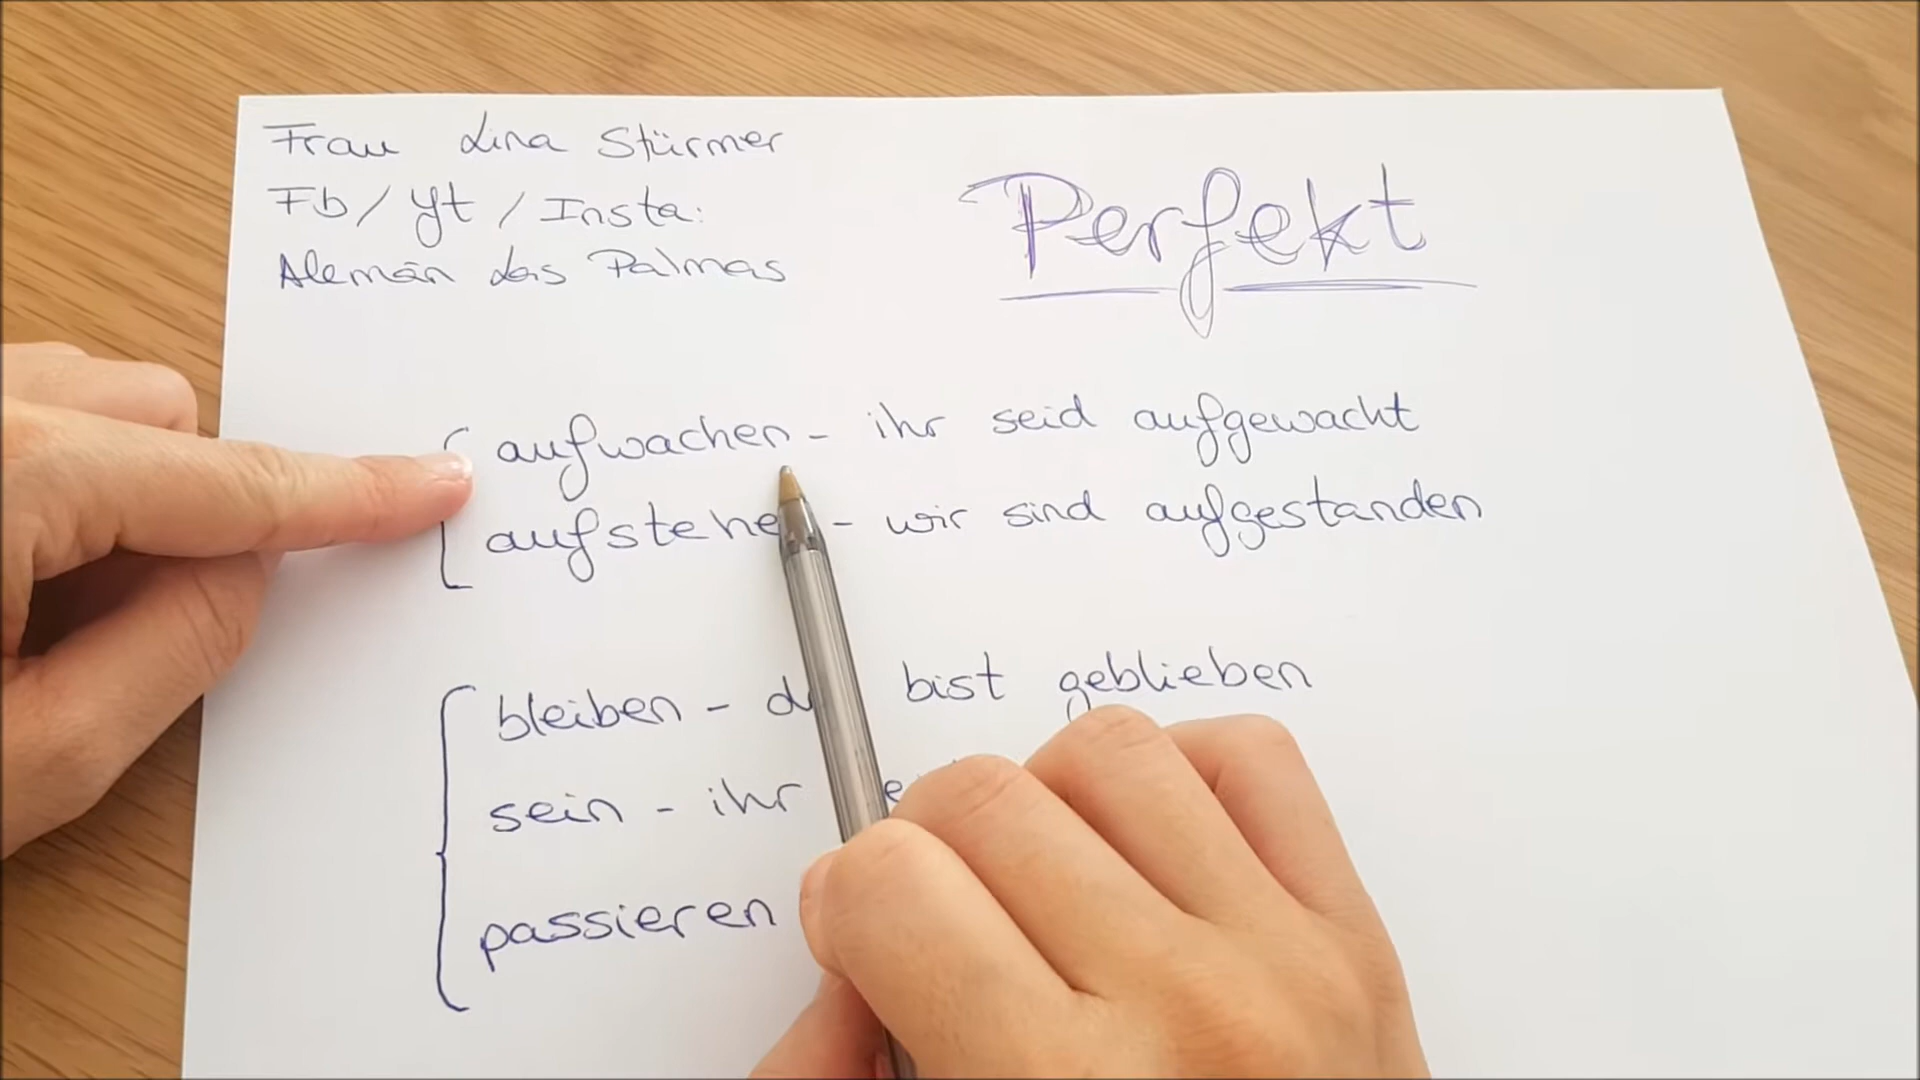 Frau Lina Stürmer
Fb/ Yt / Insta:
Alemán Las Palmas
Perfekt
aufwachen - ihr seid aufgewacht
aufstehen - wir sind aufgestanden
bleiben - du bist geblieben
sein - ihr
passieren